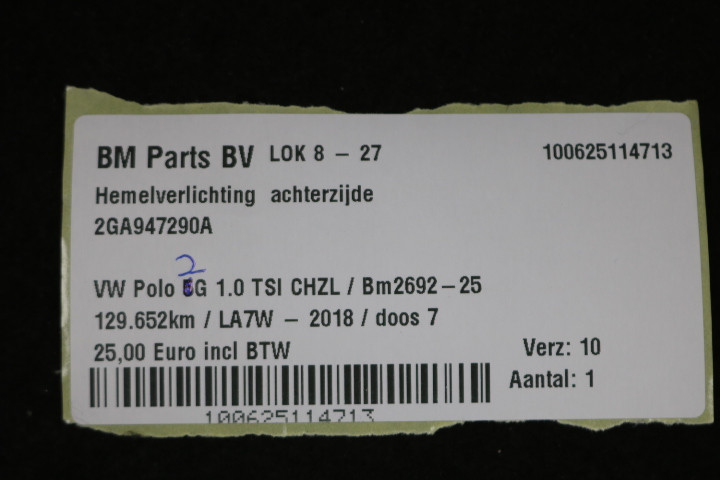 BM Parts BV LOK 8 - 27 100625114713
Hemelverlichting achterzijde
2GA947290A
2
VW Polo G 1.0 TSI CHZL / Bm2692-25
129.652km / LA7W - 2018 / doos 7
25,00 Euro incl BTW Verz: 10
Aantal: 1
100625114713